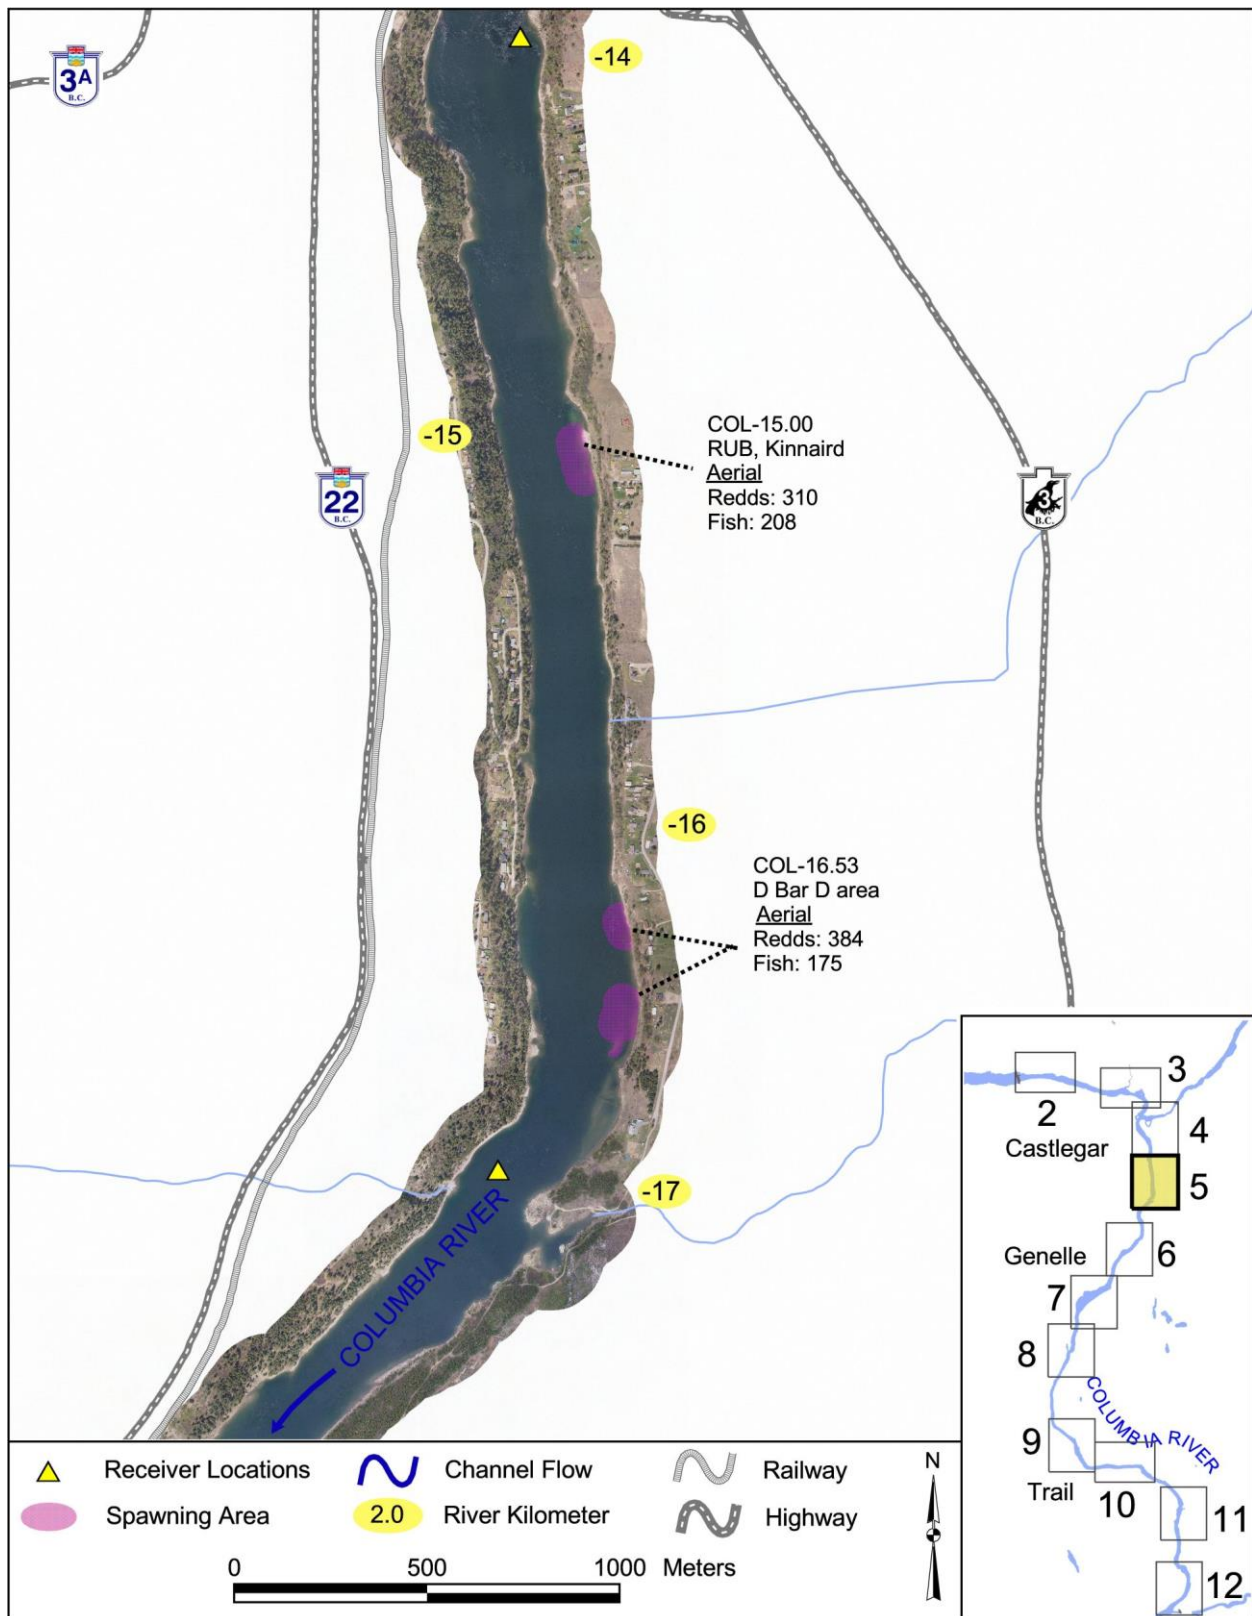 3A
B.C.
-14
-15
COL-15.00
RUB, Kinnaird
Aerial
Redds: 310
Fish: 208
22
B.C.
3
B.C.
-16
COL-16.53
D Bar D area
Aerial
Redds: 384
Fish: 175
-17
COLUMBIA RIVER
2
3
4
Castlegar
5
Genelle
6
7
8
COLUMBIA RIVER
9
Trail
10
11
12
Receiver Locations
Channel Flow
Railway
Spawning Area
2.0
River Kilometer
Highway
N
0 500 1000 Meters